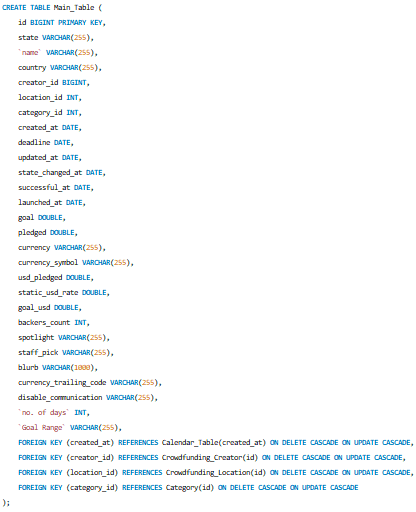 CREATE TABLE Main_Table (
id BIGINT PRIMARY KEY,
state VARCHAR(255),
`name` VARCHAR(255),
country VARCHAR(255),
creator_id BIGINT,
location_id INT,
category_id INT,
created_at DATE,
deadline DATE,
updated_at DATE,
state_changed_at DATE,
successful_at DATE,
launched_at DATE,
goal DOUBLE,
pledged DOUBLE,
currency VARCHAR(255),
currency_symbol VARCHAR(255),
usd_pledged DOUBLE,
static_usd_rate DOUBLE,
goal_usd DOUBLE,
backers_count INT,
spotlight VARCHAR(255),
staff_pick VARCHAR(255),
blurb VARCHAR(1000),
currency_trailing_code VARCHAR(255),
disable_communication VARCHAR(255),
`no. of days` INT,
`Goal Range` VARCHAR(255),
FOREIGN KEY (created_at) REFERENCES Calendar_Table(created_at) ON DELETE CASCADE ON UPDATE CASCADE,
FOREIGN KEY (creator_id) REFERENCES Crowdfunding_Creator(id) ON DELETE CASCADE ON UPDATE CASCADE,
FOREIGN KEY (location_id) REFERENCES Crowdfunding_Location(id) ON DELETE CASCADE ON UPDATE CASCADE,
FOREIGN KEY (category_id) REFERENCES Category(id) ON DELETE CASCADE ON UPDATE CASCADE
);